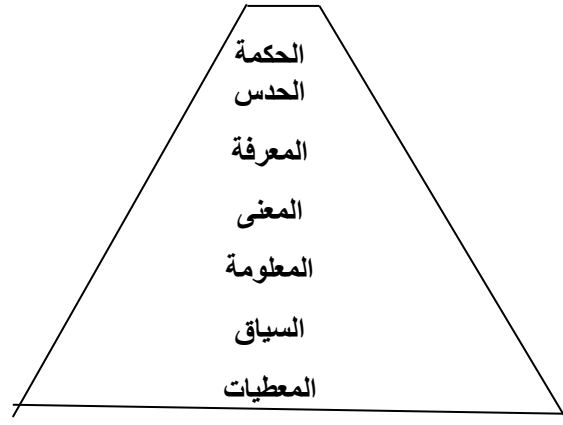 الحكمة
الحدس
المعرفة
المعنى
المعلومة
السياق
المعطيات